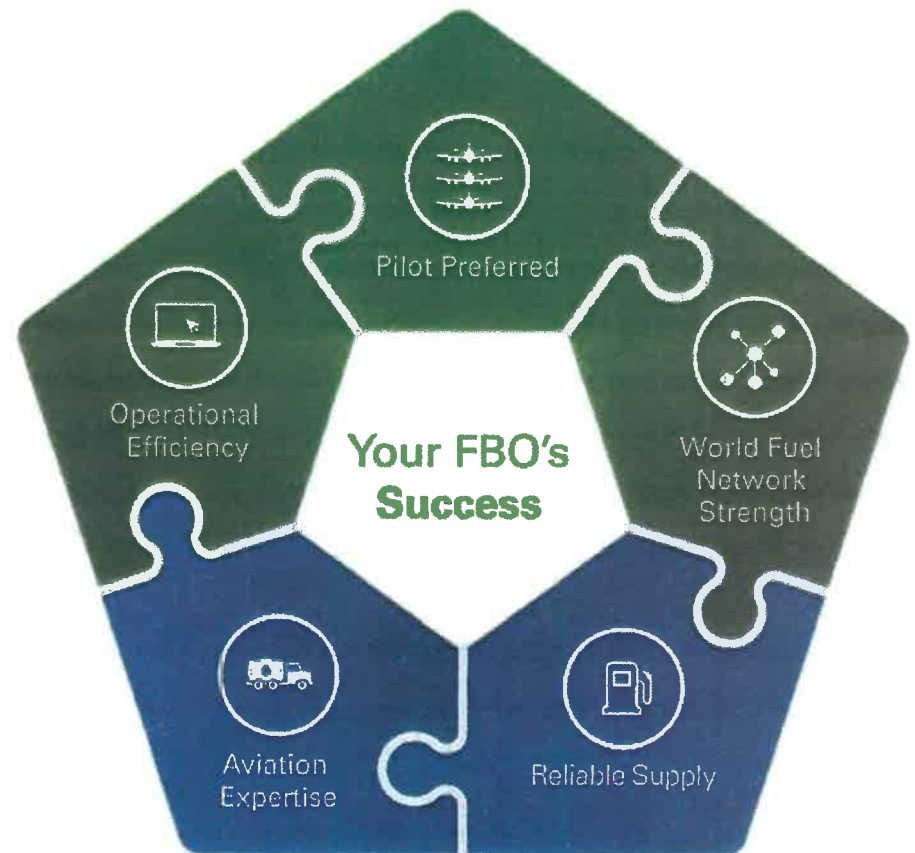 Pilot Preferred
Operational
Efficiency
World Fuel
Network
Strength
Your FBO's
Success
Aviation
Expertise
Reliable Supply